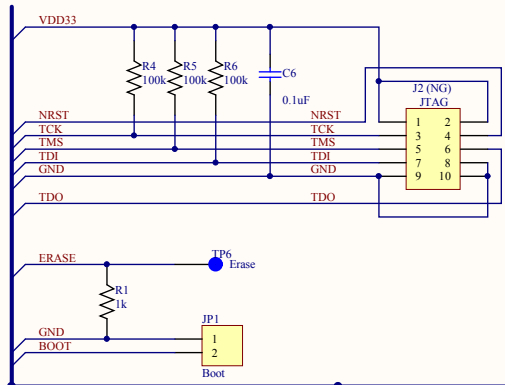 VDD33
R4
100k
R5
100k
R6
100k
C6
0.1uF
J2 (NG)
JTAG
NRST
NRST
1
2
TCK
TCK
3
4
TMS
TMS
5
6
TDI
TDI
7
8
GND
GND
9
10
TDO
TDO
ERASE
TP6
Erase
R1
1k
JP1
GND
1
BOOT
2
Boot